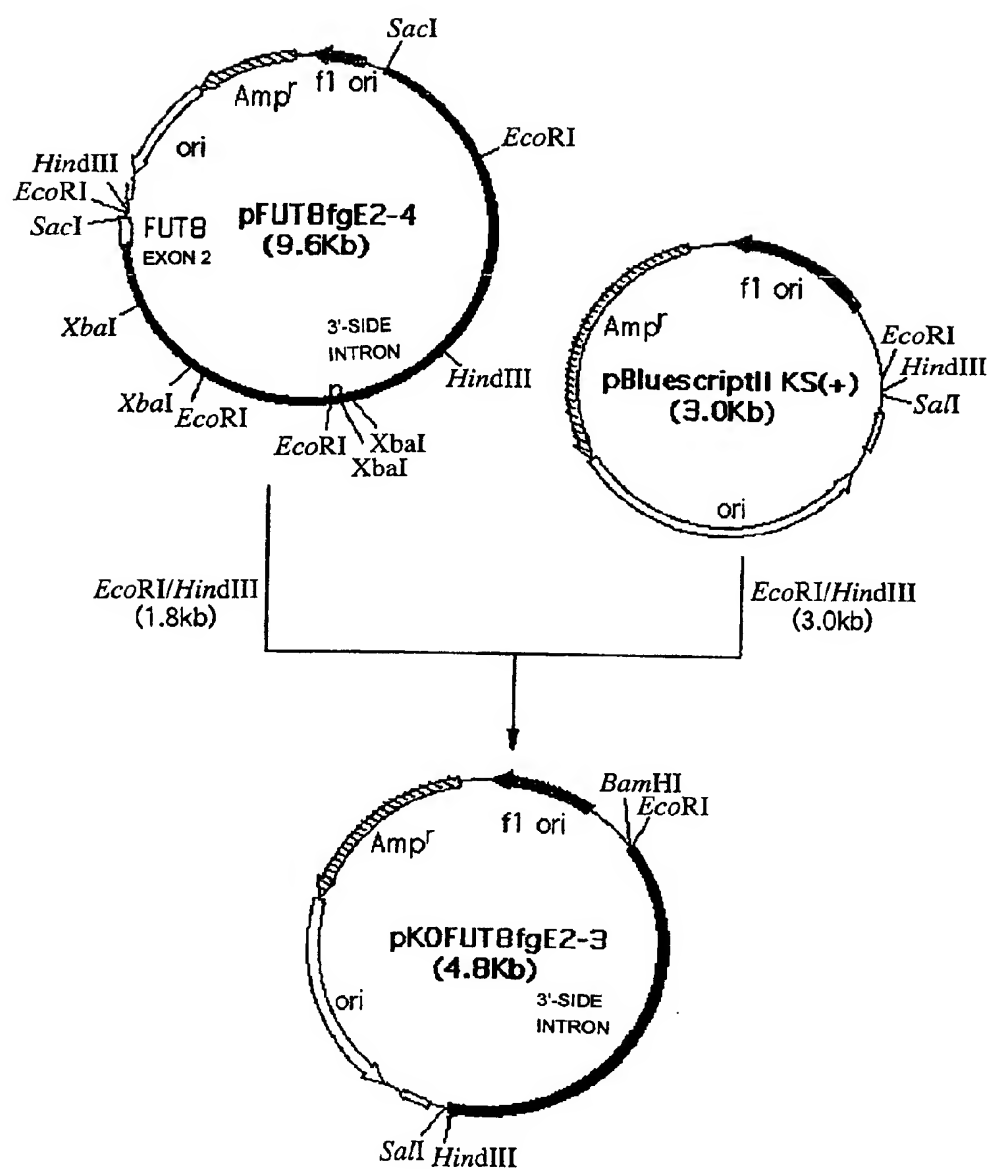 SacI
f1 ori
Ampr
ori
EcoRI
HindIII
EcoRI
SacI
FUT8
EXON 2
pFUT8fgE2-4
(9.6Kb)
XbaI
3'-SIDE
INTRON
HindIII
XbaI
EcoRI
EcoRI
XbaI
XbaI
f1 ori
Ampr
EcoRI
HindIII
SalI
pBluescriptII KS(+)
(3.0Kb)
ori
EcoRI/HindIII
(1.8kb)
EcoRI/HindIII
(3.0kb)
BamHI
EcoRI
f1 ori
Ampr
pKOFUT8fgE2-3
(4.8Kb)
ori
3'-SIDE
INTRON
SalI
HindIII